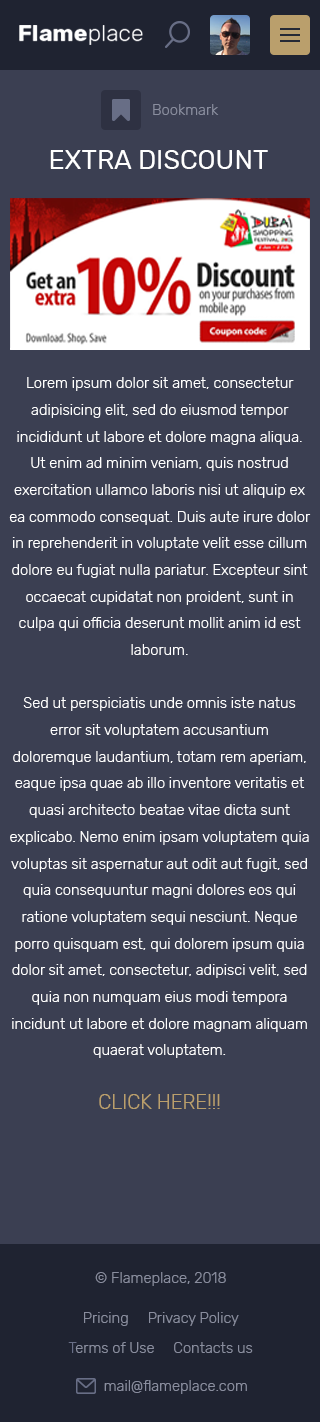 Flameplace
Bookmark
EXTRA DISCOUNT
DUBAI
SHOPPING
Get an
extra
10%
Discount
on your purchases from
mobile app
Download. Shop. Save
Coupon code:
Lorem ipsum dolor sit amet, consectetur
adipisicing elit, sed do eiusmod tempor
incididunt ut labore et dolore magna aliqua.
Ut enim ad minim veniam, quis nostrud
exercitation ullamco laboris nisi ut aliquip ex
ea commodo consequat. Duis aute irure dolor
in reprehenderit in voluptate velit esse cillum
dolore eu fugiat nulla pariatur. Excepteur sint
occaecat cupidatat non proident, sunt in
culpa qui officia deserunt mollit anim id est
laborum.
Sed ut perspiciatis unde omnis iste natus
error sit voluptatem accusantium
doloremque laudantium, totam rem aperiam,
eaque ipsa quae ab illo inventore veritatis et
quasi architecto beatae vitae dicta sunt
explicabo. Nemo enim ipsam voluptatem quia
voluptas sit aspernatur aut odit aut fugit, sed
quia consequuntur magni dolores eos qui
ratione voluptatem sequi nesciunt. Neque
porro quisquam est, qui dolorem ipsum quia
dolor sit amet, consectetur, adipisci velit, sed
quia non numquam eius modi tempora
incidunt ut labore et dolore magnam aliquam
quaerat voluptatem.
CLICK HERE!!!
© Flameplace, 2018
Pricing Privacy Policy
Terms of Use Contacts us
mail@flameplace.com